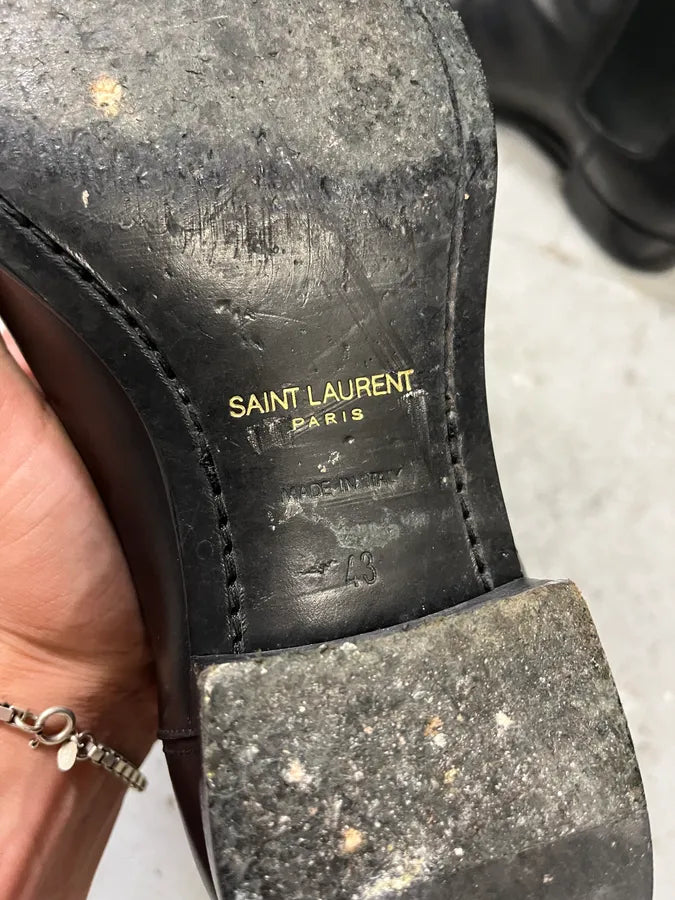 SAINT LAURENT
PARIS
MADE IN ITALY
43